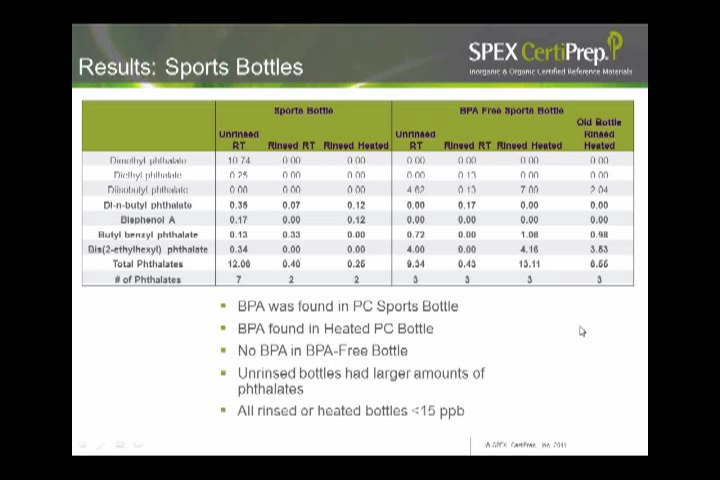 SPEX CertiPrep.
Inorganic & Organic Certified Reference Materials
Results: Sports Bottles
Sports Bottle BPA Free Sports Bottle
Unrinsed RT Rinsed RT Rinsed Heated Unrinsed RT Rinsed RT Rinsed Heated Old Bottle Rinsed Heated
Dimethyl phthalate 10.74 0.00 0.00 0.00 0.00 0.00 0.00
Diethyl phthalate 0.25 0.00 0.00 0.00 0.13 0.00 0.00
Diisobutyl phthalate 0.00 0.00 0.00 4.62 0.13 7.00 2.04
Di-n-butyl phthalate 0.35 0.07 0.12 0.00 0.17 0.00 0.00
Bisphenol A 0.17 0.00 0.12 0.00 0.00 0.00 0.00
Butyl benzyl phthalate 0.13 0.33 0.00 0.72 0.00 1.06 0.98
Bis(2-ethylhexyl) phthalate 0.34 0.00 0.00 4.00 0.00 4.16 3.63
Total Phthalates 12.00 0.40 0.25 9.34 0.43 13.11 6.66
# of Phthalates 7 2 2 3 3 3 3
BPA was found in PC Sports Bottle
BPA found in Heated PC Bottle
No BPA in BPA-Free Bottle
Unrinsed bottles had larger amounts of
phthalates
All rinsed or heated bottles <15 ppb
© SPEX CertiPrep, Inc. 2011